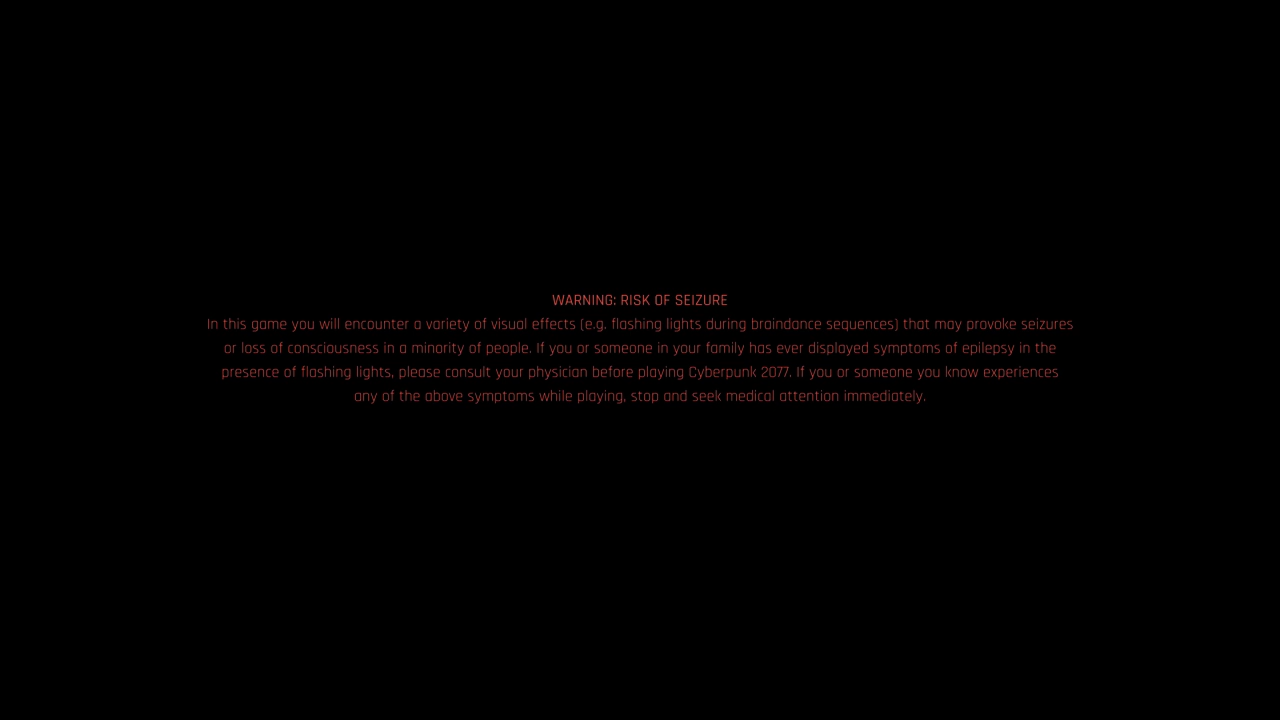 WARNING: RISK OF SEIZURE
In this game you will encounter a variety of visual effects (e.g. flashing lights during braindance sequences) that may provoke seizures
or loss of consciousness in a minority of people. If you or someone in your family has ever displayed symptoms of epilepsy in the
presence of flashing lights, please consult your physician before playing Cyberpunk 2077. If you or someone you know experiences
any of the above symptoms while playing, stop and seek medical attention immediately.